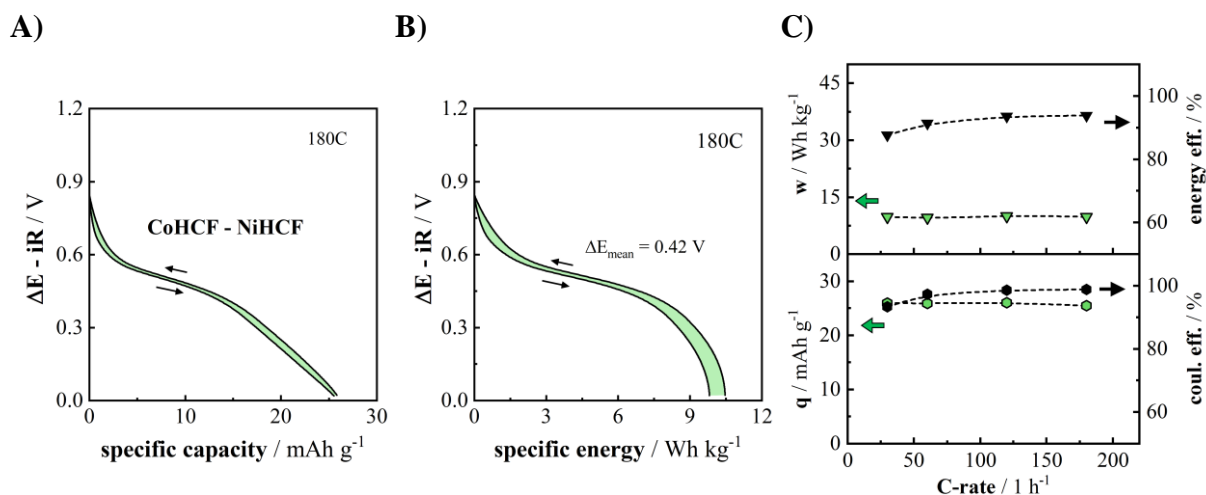 A)
B)
C)
1.2
0.9
0.6
0.3
0.0
ΔE - iR / V
180C
CoHCF - NiHCF
0 10 20 30
specific capacity / mAh g⁻¹
1.2
0.9
0.6
0.3
0.0
ΔE - iR / V
180C
ΔE_mean = 0.42 V
0 3 6 9 12
specific energy / Wh kg⁻¹
45
30
15
0
w / Wh kg⁻¹
100
80
60
energy eff. / %
30
20
10
0
q / mAh g⁻¹
100
80
60
coul. eff. / %
0 50 100 150 200
C-rate / 1 h⁻¹